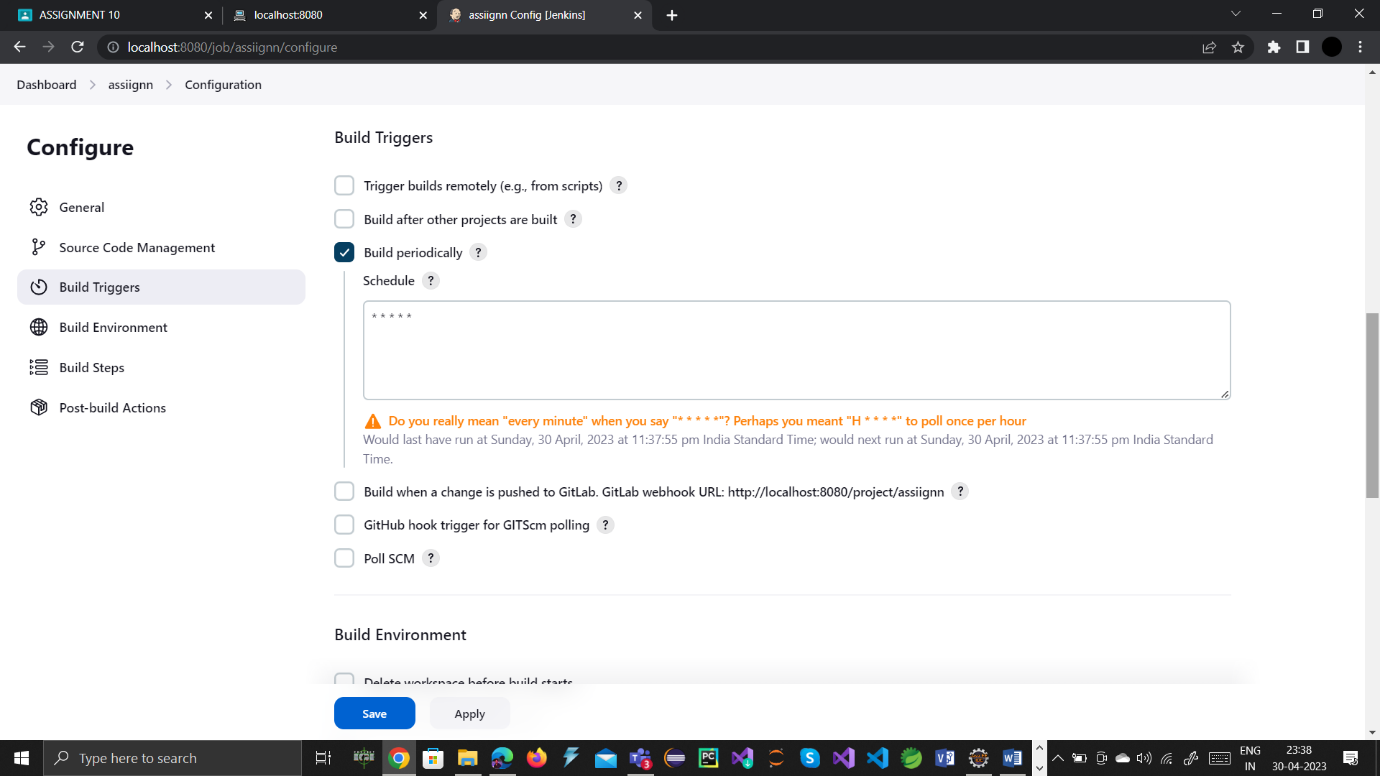 ASSIGNMENT 10
localhost:8080
assiignn Config [Jenkins]
localhost:8080/job/assiignn/configure
Dashboard > assiignn > Configuration
Configure
General
Source Code Management
Build Triggers
Build Environment
Build Steps
Post-build Actions
Build Triggers
Trigger builds remotely (e.g., from scripts) ?
Build after other projects are built ?
Build periodically ?
Schedule ?
* * * * *
Do you really mean "every minute" when you say "* * * * *"? Perhaps you meant "H * * * *" to poll once per hour
Would last have run at Sunday, 30 April, 2023 at 11:37:55 pm India Standard Time; would next run at Sunday, 30 April, 2023 at 11:37:55 pm India Standard
Time.
Build when a change is pushed to GitLab. GitLab webhook URL: http://localhost:8080/project/assiignn ?
GitHub hook trigger for GITScm polling ?
Poll SCM ?
Build Environment
Delete workspace before build starts
Save
Apply
Type here to search
PC
3
ENG
IN
23:38
30-04-2023